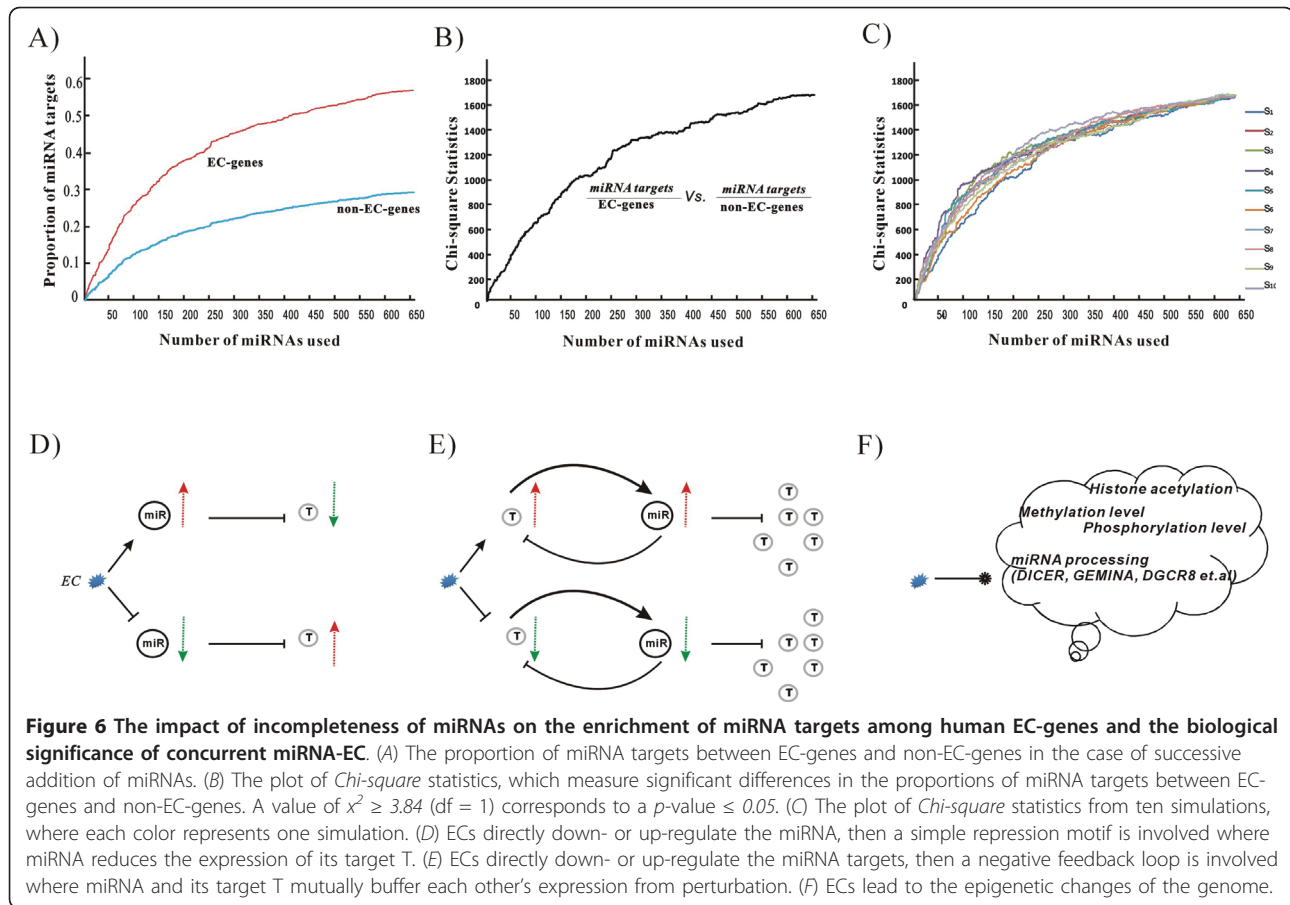 A)
B)
C)
Proportion of miRNA targets
0.6
0.5
0.4
0.3
0.2
0.1
0
EC-genes
non-EC-genes
50 100 150 200 250 300 350 400 450 500 550 600 650
Number of miRNAs used
Chi-square Statistics
1800
1600
1400
1200
1000
800
600
400
200
0
miRNA targets
EC-genes
Vs.
miRNA targets
non-EC-genes
50 100 150 200 250 300 350 400 450 500 550 600 650
Number of miRNAs used
Chi-square Statistics
1800
1600
1400
1200
1000
800
600
400
200
0
50 100 150 200 250 300 350 400 450 500 550 600 650
Number of miRNAs used
S1
S2
S3
S4
S5
S6
S7
S8
S9
S10
D)
E)
F)
EC
miR
T
miR
T
T
miR
T
T T T
T T
T
T
miR
T
T T T
T T
T
Histone acetylation
Methylation level
Phosphorylation level
miRNA processing
(DICER, GEMINA, DGCR8 et.al)
Figure 6 The impact of incompleteness of miRNAs on the enrichment of miRNA targets among human EC-genes and the biological
significance of concurrent miRNA-EC. (A) The proportion of miRNA targets between EC-genes and non-EC-genes in the case of successive
addition of miRNAs. (B) The plot of Chi-square statistics, which measure significant differences in the proportions of miRNA targets between EC-
genes and non-EC-genes. A value of x² ≥ 3.84 (df = 1) corresponds to a p-value ≤ 0.05. (C) The plot of Chi-square statistics from ten simulations,
where each color represents one simulation. (D) ECs directly down- or up-regulate the miRNA, then a simple repression motif is involved where
miRNA reduces the expression of its target T. (E) ECs directly down- or up-regulate the miRNA targets, then a negative feedback loop is involved
where miRNA and its target T mutually buffer each other's expression from perturbation. (F) ECs lead to the epigenetic changes of the genome.